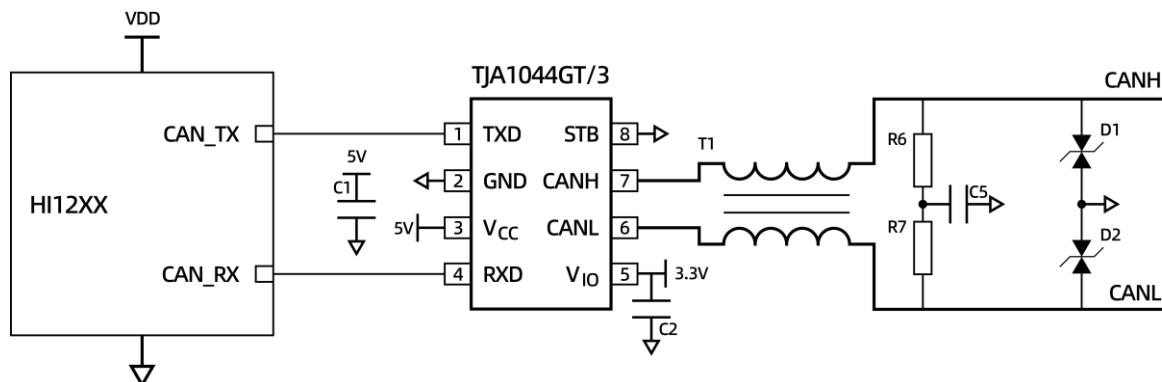 VDD
TJA1044GT/3
CANH
CAN_TX
1 TXD STB 8
T1
R6
D1
5V
C1
2 GND CANH 7
C5
HI12XX
5V 3 VCC CANL 6
R7
D2
CAN_RX
4 RXD VIO 5
3.3V
C2
CANL